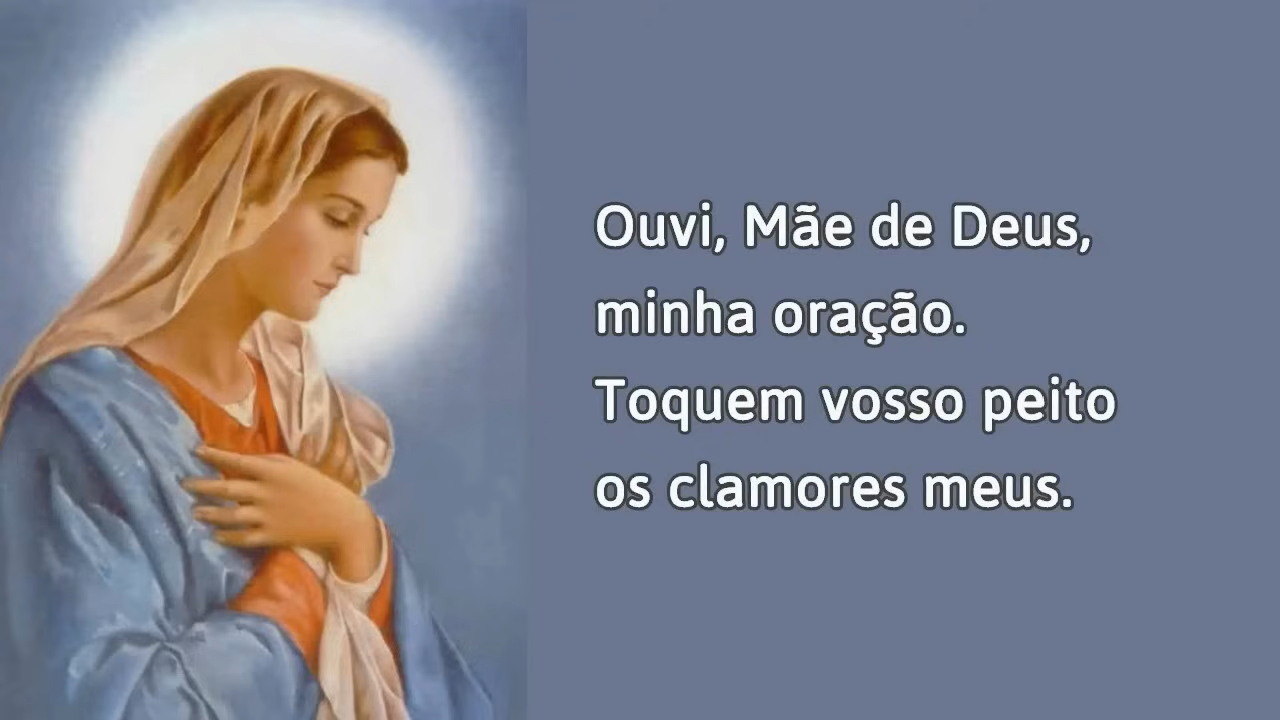 Ouvi, Mãe de Deus,
minha oração.
Toquem vosso peito
os clamores meus.